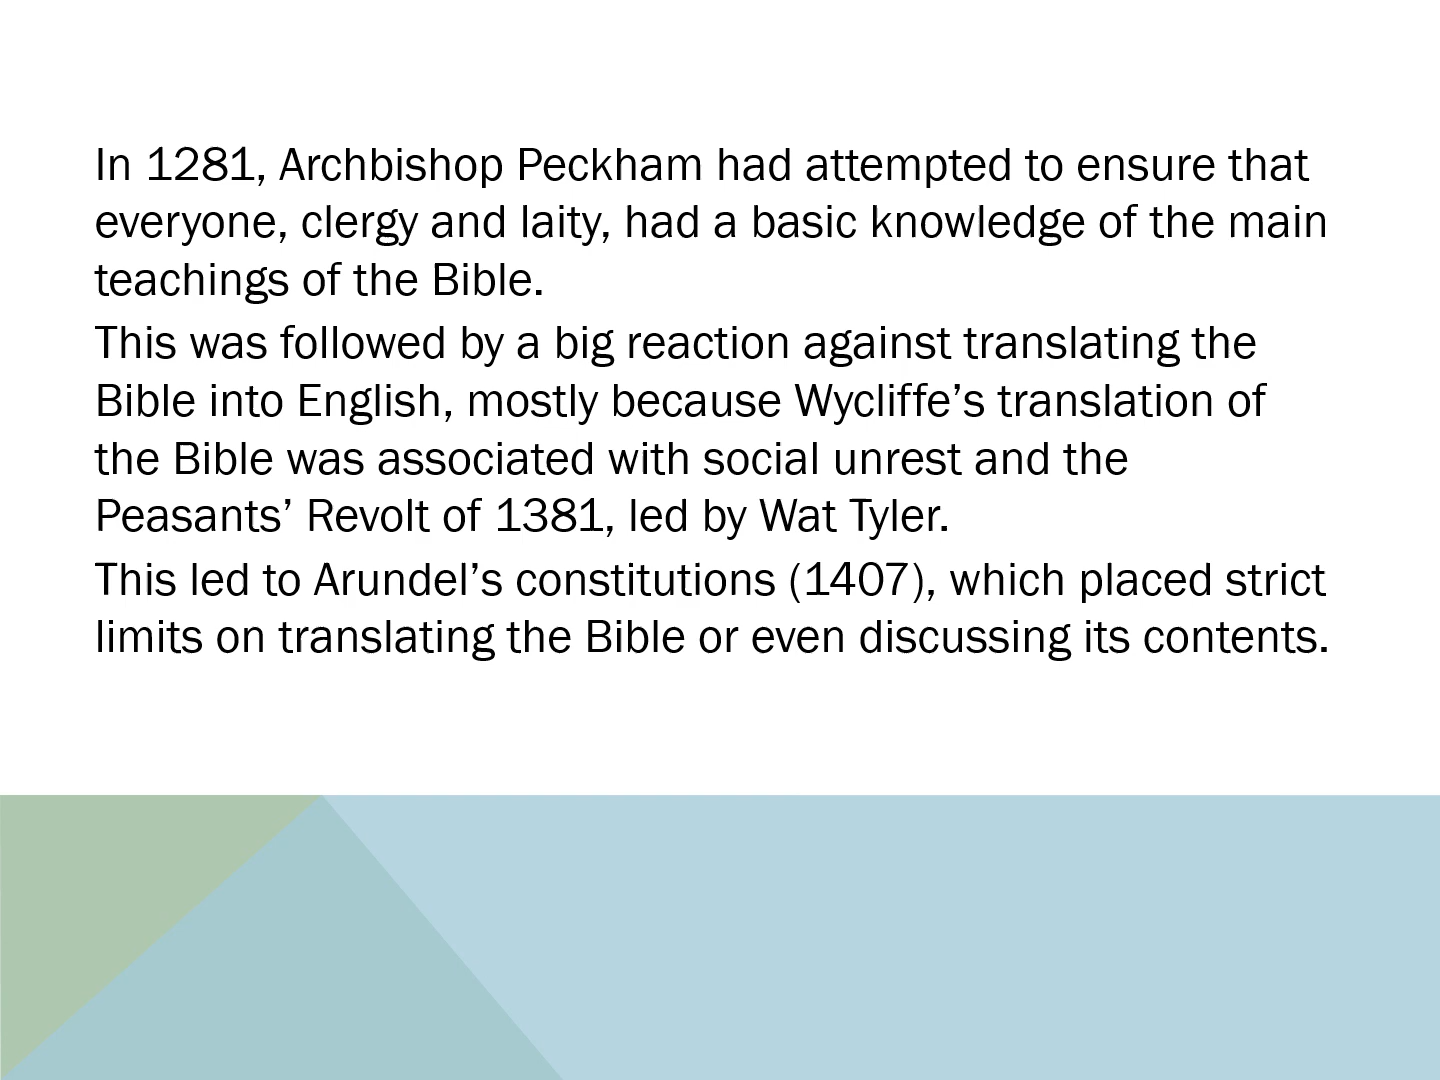 In 1281, Archbishop Peckham had attempted to ensure that
everyone, clergy and laity, had a basic knowledge of the main
teachings of the Bible.
This was followed by a big reaction against translating the
Bible into English, mostly because Wycliffe’s translation of
the Bible was associated with social unrest and the
Peasants’ Revolt of 1381, led by Wat Tyler.
This led to Arundel’s constitutions (1407), which placed strict
limits on translating the Bible or even discussing its contents.